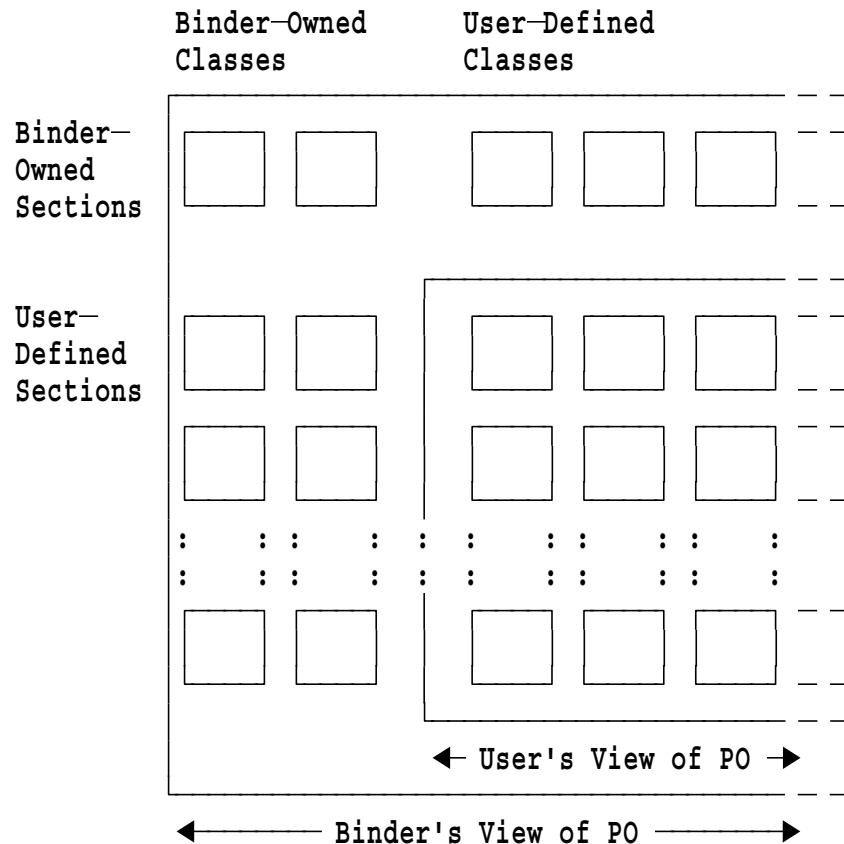 Binder-Owned User-Defined
Classes Classes
Binder-
Owned
Sections
User-
Defined
Sections
: : : : : : : : : : :
: : : : : : : : : : :
User's View of PO
Binder's View of PO